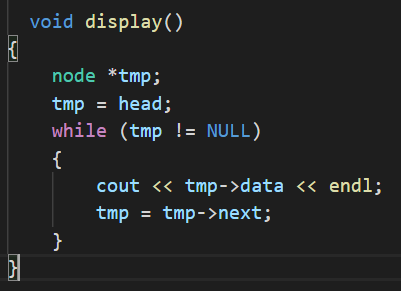 void display()
{
node *tmp;
tmp = head;
while (tmp != NULL)
{
cout << tmp->data << endl;
tmp = tmp->next;
}
}